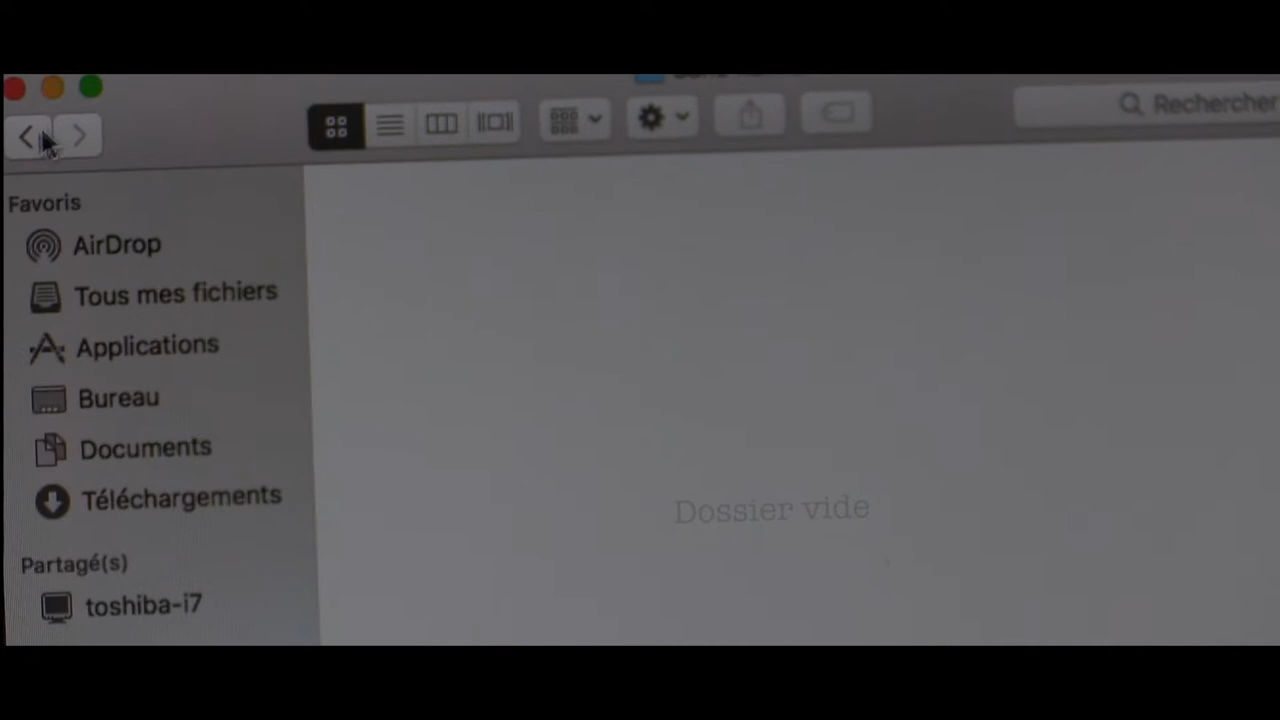 Rechercher
Favoris
AirDrop
Tous mes fichiers
Applications
Bureau
Documents
Téléchargements
Dossier vide
Partagé(s)
toshiba-i7